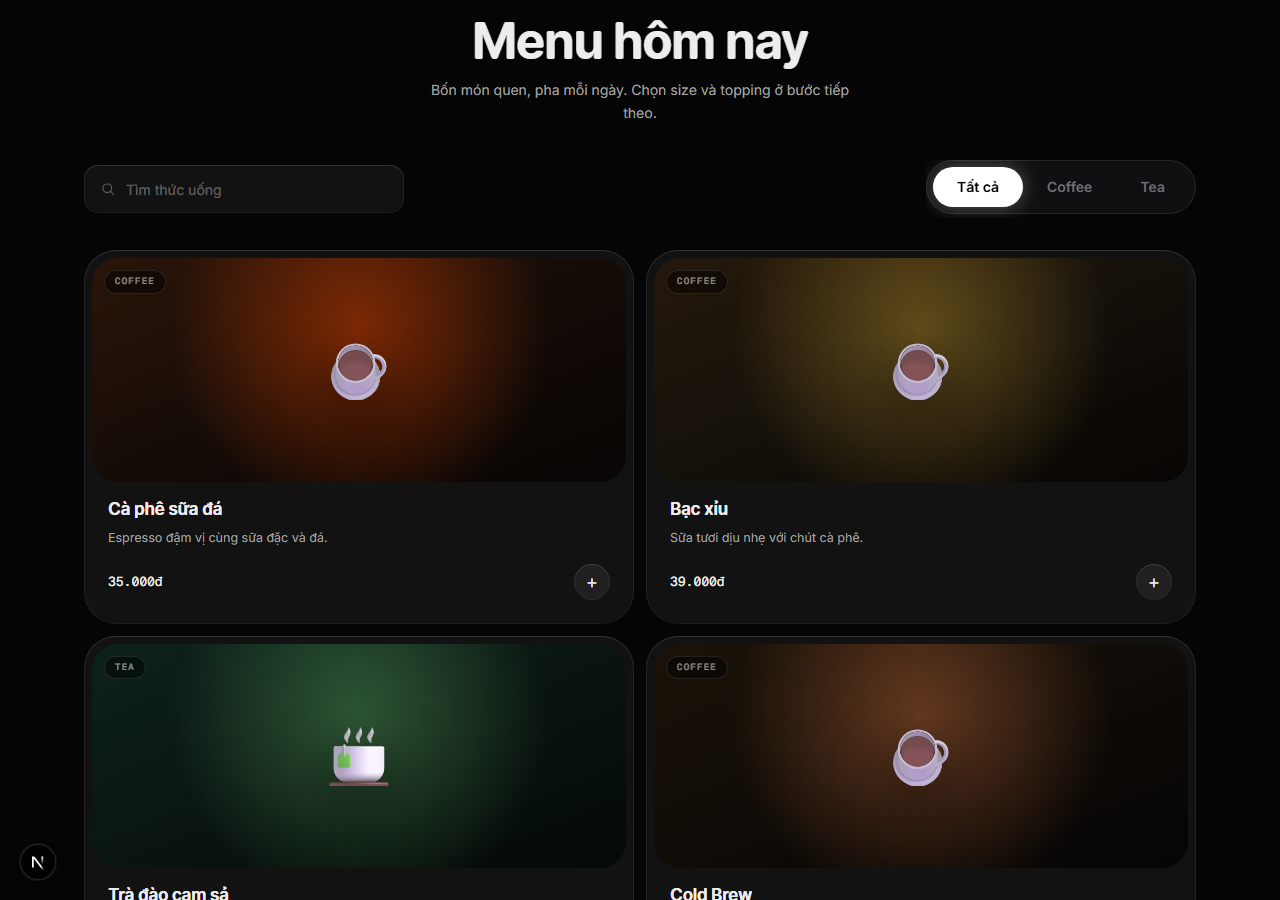 Menu hôm nay
Bốn món quen, pha mỗi ngày. Chọn size và topping ở bước tiếp
theo.
Tìm thức uống
Tất cả
Coffee
Tea
COFFEE
COFFEE
Cà phê sữa đá
Bạc xỉu
Espresso đậm vị cùng sữa đặc và đá.
Sữa tươi dịu nhẹ với chút cà phê.
35.000đ
+
39.000đ
+
TEA
COFFEE
N
Trà đào cam sả
Cold Brew